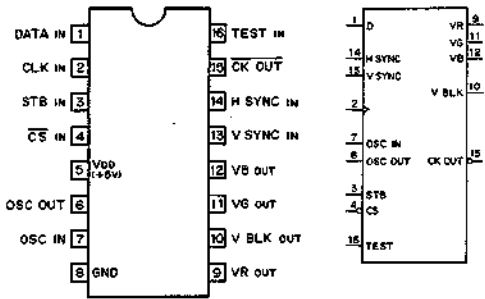 DATA IN 1
CLK IN 2
STB IN 3
CS IN 4
5 VDD (+5V)
OSC OUT 6
OSC IN 7
8 GND
16 TEST IN
15 CK OUT
14 H SYNC IN
13 V SYNC IN
12 VB OUT
11 VG OUT
10 V BLK OUT
9 VR OUT
1 D
14 H SYNC
13 V SYNC
2
7 OSC IN
6 OSC OUT
3 STB
4 CS
16 TEST
VR 9
VG 11
VB 12
V BLK 10
CK OUT 15